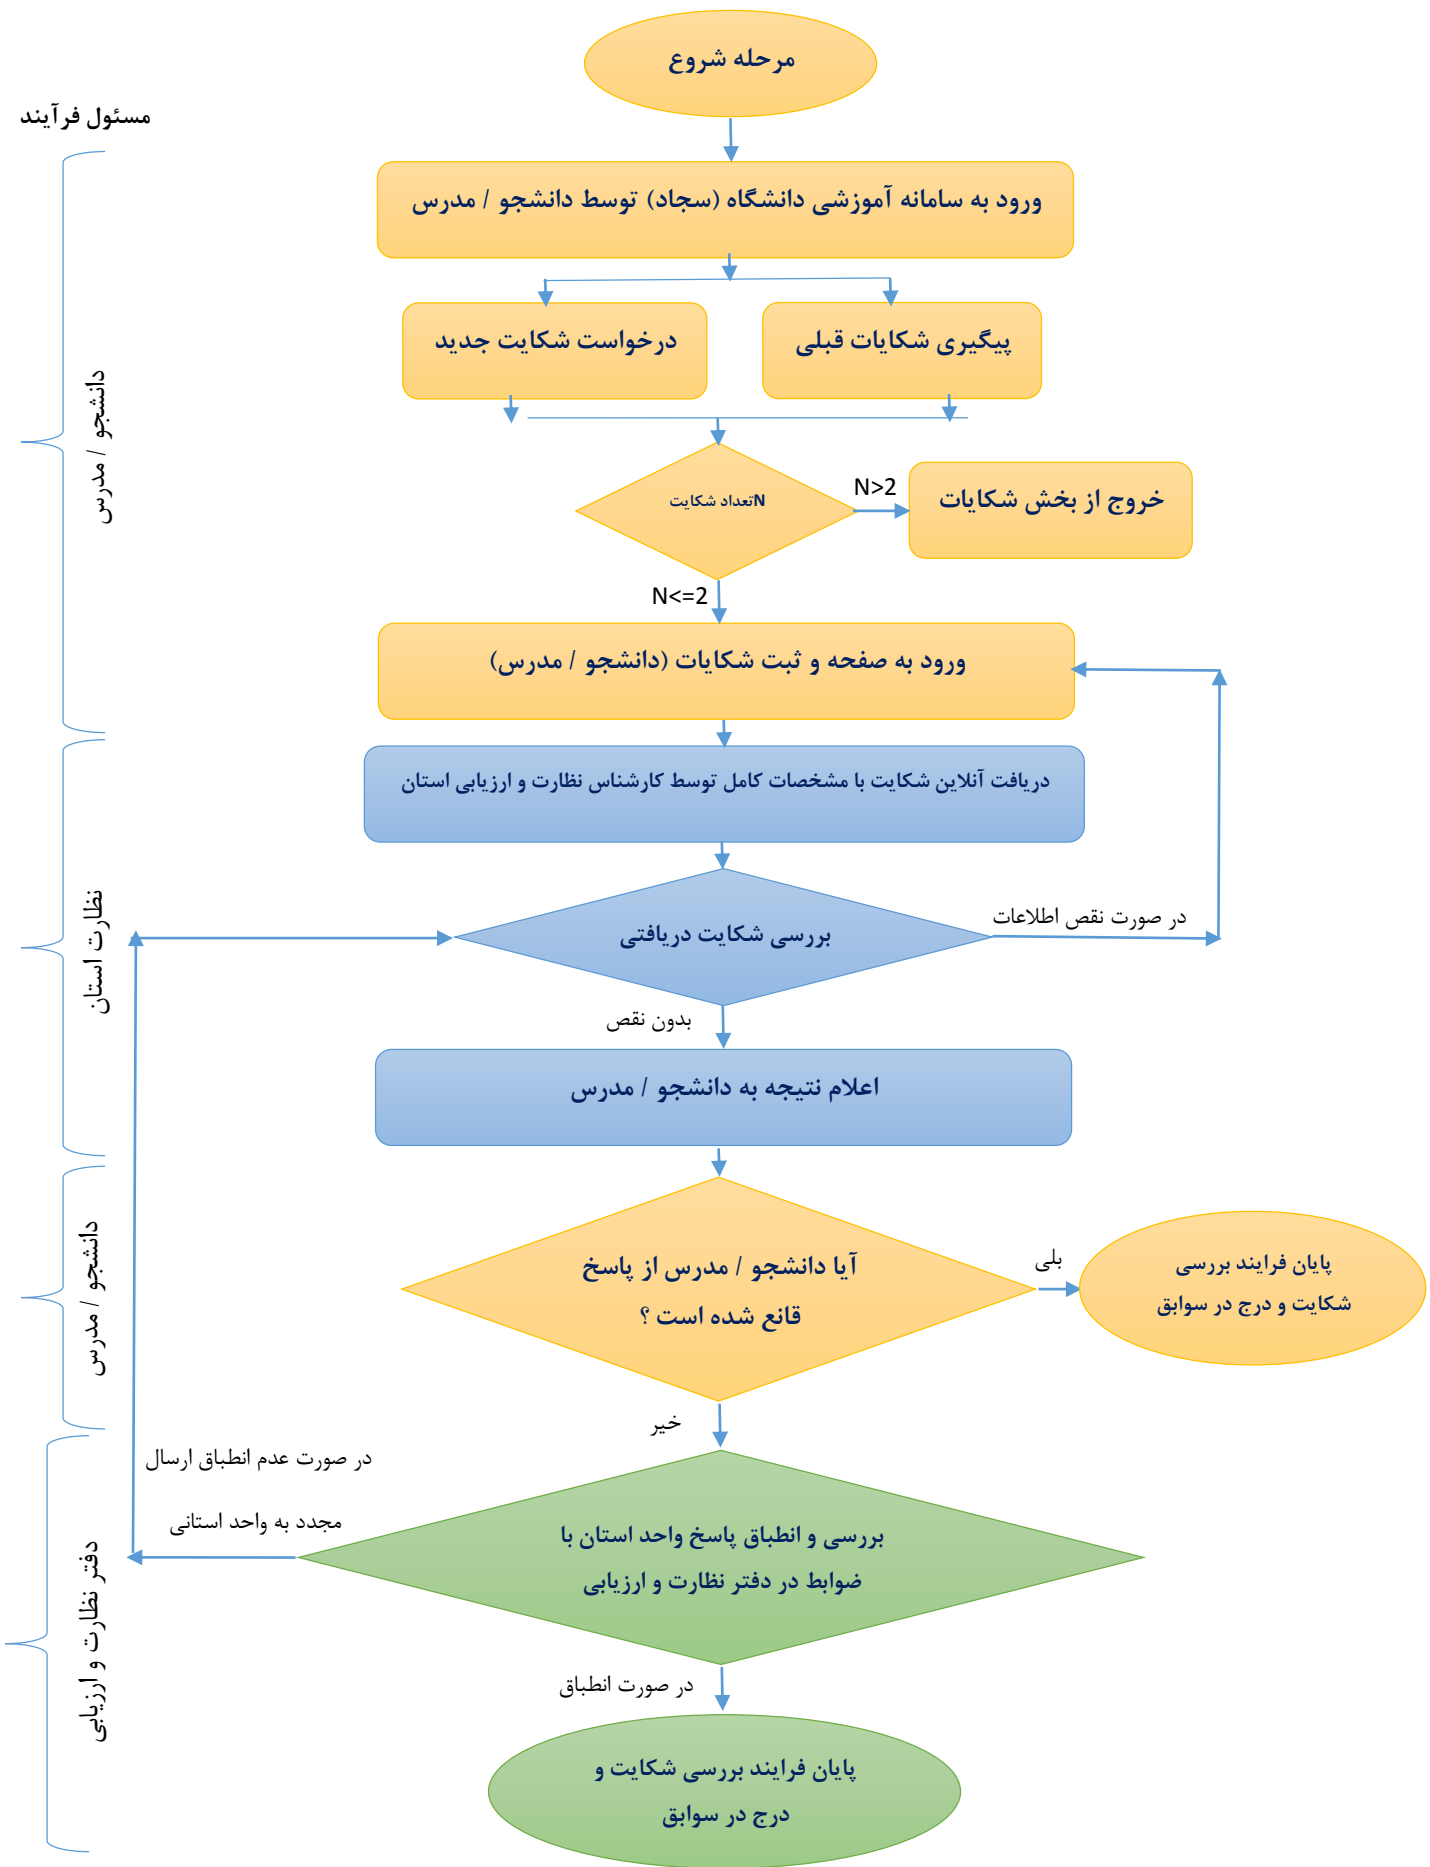 مرحله شروع
مسئول فرآیند
ورود به سامانه آموزشی دانشگاه (سجاد) توسط دانشجو / مدرس
پیگیری شکایات قبلی
درخواست شکایت جدید
دانشجو / مدرس
Nتعداد شکایت
N>2
خروج از بخش شکایات
N<=2
ورود به صفحه و ثبت شکایات (دانشجو / مدرس)
دریافت آنلاین شکایت با مشخصات کامل توسط کارشناس نظارت و ارزیابی استان
نظارت استان
بررسی شکایت دریافتی
در صورت نقص اطلاعات
بدون نقص
اعلام نتیجه به دانشجو / مدرس
دانشجو / مدرس
آیا دانشجو / مدرس از پاسخ
قانع شده است ؟
بلی
پایان فرایند بررسی
شکایت و درج در سوابق
خیر
در صورت عدم انطباق ارسال
مجدد به واحد استانی
دفتر نظارت و ارزیابی
بررسی و انطباق پاسخ واحد استان با
ضوابط در دفتر نظارت و ارزیابی
در صورت انطباق
پایان فرایند بررسی شکایت و
درج در سوابق